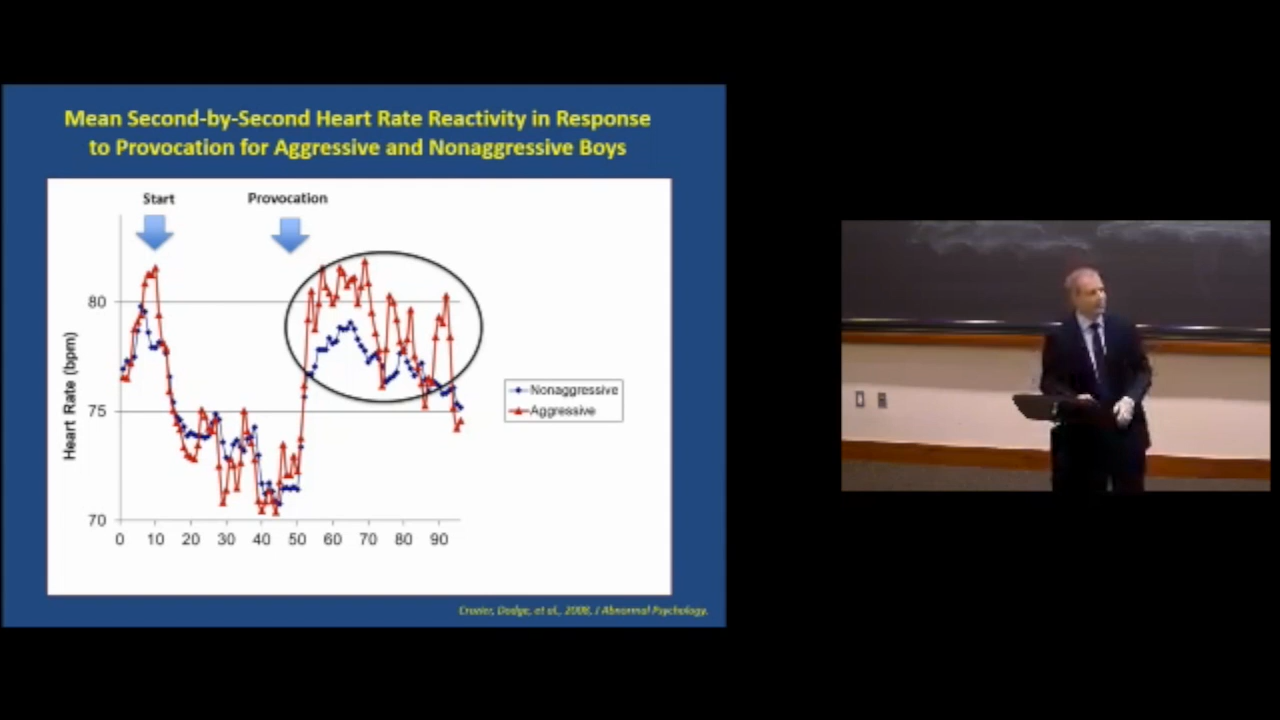 Mean Second-by-Second Heart Rate Reactivity in Response
to Provocation for Aggressive and Nonaggressive Boys
Start
Provocation
80
75
70
Heart Rate (bpm)
0 10 20 30 40 50 60 70 80 90
Nonaggressive
Aggressive
Crozier, Dodge, et al., 2008, J Abnormal Psychology.